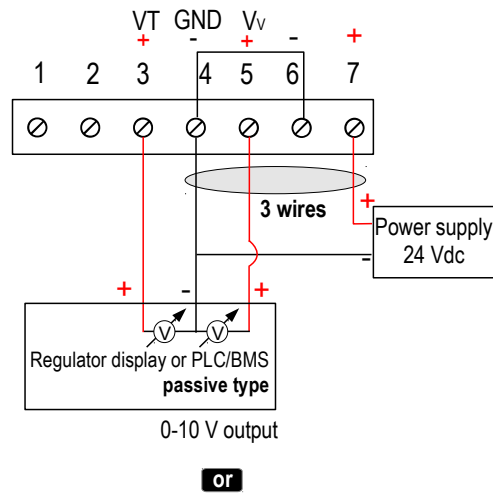 VT GND Vv
+ - + - +
1 2 3 4 5 6 7
3 wires
+
Power supply
24 Vdc
-
+ - +
V V
Regulator display or PLC/BMS
passive type
0-10 V output
or